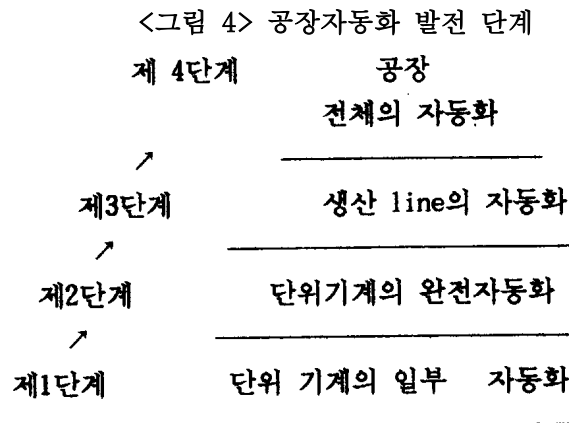 <그림 4> 공장자동화 발전 단계
제 4단계 공장
전체의 자동화
↗
제3단계 생산 line의 자동화
↗
제2단계 단위기계의 완전자동화
↗
제1단계 단위 기계의 일부 자동화